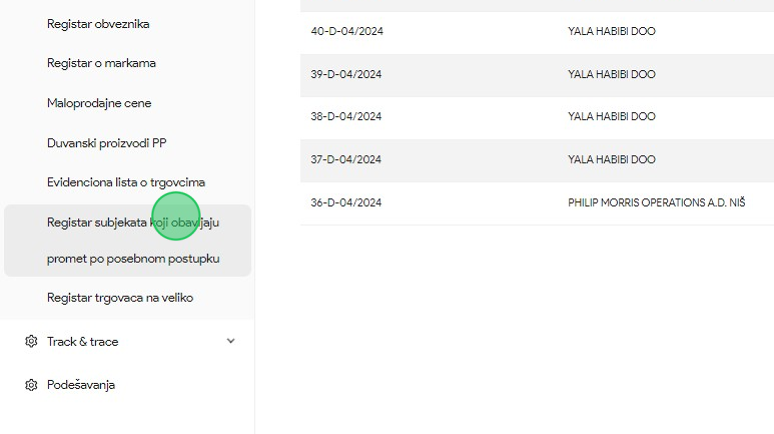 Registar obveznika
Registar o markama
Maloprodajne cene
Duvanski proizvodi PP
Evidenciona lista o trgovcima
Registar subjekata koji obavljaju
promet po posebnom postupku
Registar trgovaca na veliko
Track & trace
Podešavanja
40-D-04/2024 YALA HABIBI DOO
39-D-04/2024 YALA HABIBI DOO
38-D-04/2024 YALA HABIBI DOO
37-D-04/2024 YALA HABIBI DOO
36-D-04/2024 PHILIP MORRIS OPERATIONS A.D. NIŠ